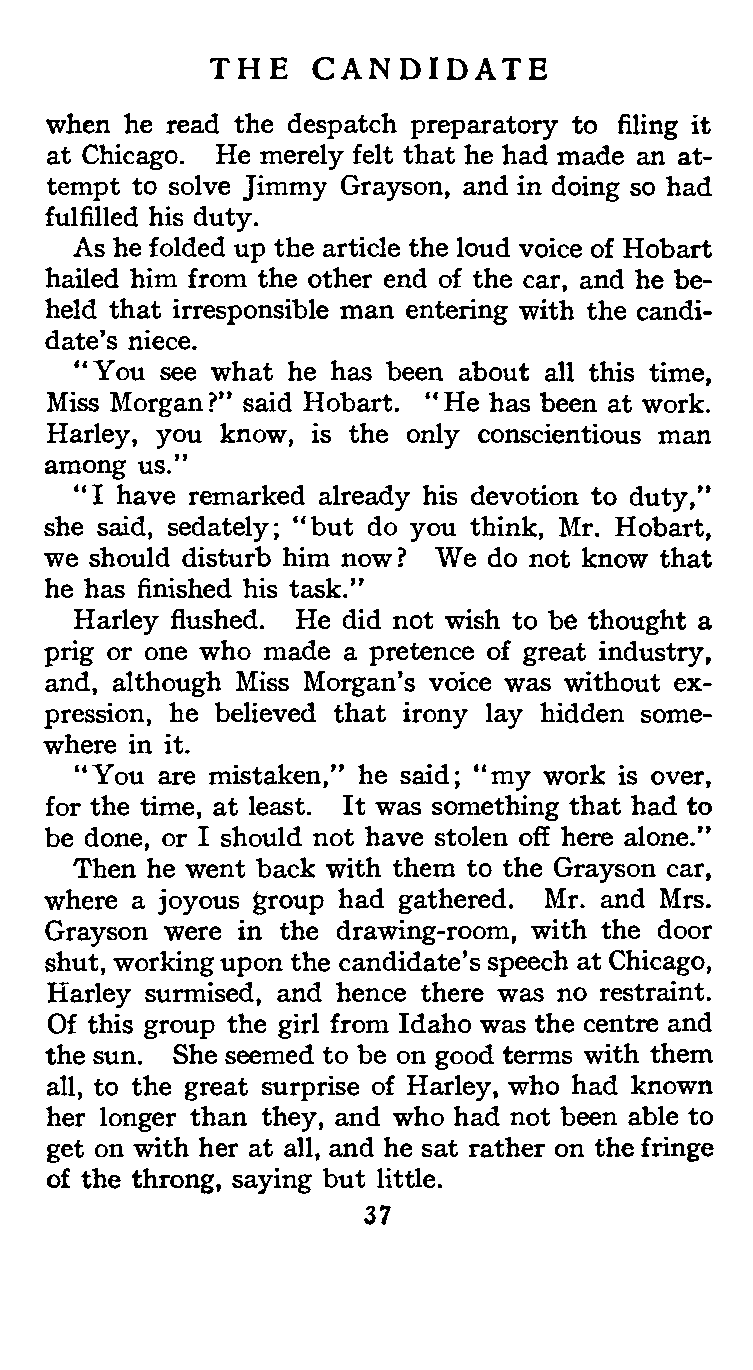 THE CANDIDATE
when he read the despatch preparatory to filing it
at Chicago. He merely felt that he had made an at-
tempt to solve Jimmy Grayson, and in doing so had
fulfilled his duty.
As he folded up the article the loud voice of Hobart
hailed him from the other end of the car, and he be-
held that irresponsible man entering with the candi-
date's niece.
"You see what he has been about all this time,
Miss Morgan?" said Hobart. "He has been at work.
Harley, you know, is the only conscientious man
among us."
"I have remarked already his devotion to duty,"
she said, sedately; "but do you think, Mr. Hobart,
we should disturb him now? We do not know that
he has finished his task."
Harley flushed. He did not wish to be thought a
prig or one who made a pretence of great industry,
and, although Miss Morgan's voice was without ex-
pression, he believed that irony lay hidden some-
where in it.
"You are mistaken," he said; "my work is over,
for the time, at least. It was something that had to
be done, or I should not have stolen off here alone."
Then he went back with them to the Grayson car,
where a joyous group had gathered. Mr. and Mrs.
Grayson were in the drawing-room, with the door
shut, working upon the candidate's speech at Chicago,
Harley surmised, and hence there was no restraint.
Of this group the girl from Idaho was the centre and
the sun. She seemed to be on good terms with them
all, to the great surprise of Harley, who had known
her longer than they, and who had not been able to
get on with her at all, and he sat rather on the fringe
of the throng, saying but little.
37